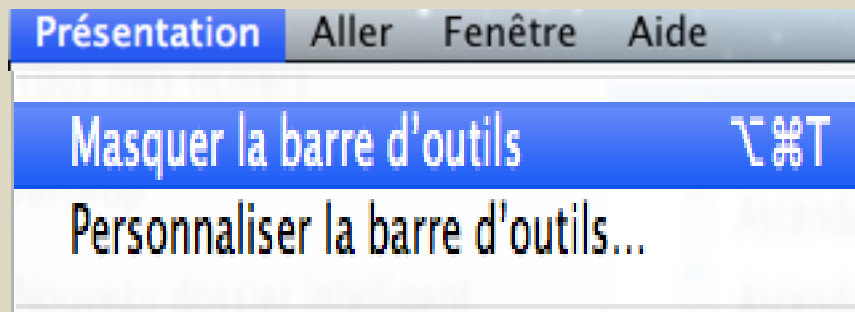 Présentation Aller Fenêtre Aide
Masquer la barre d'outils ⌥⌘T
Personnaliser la barre d'outils...